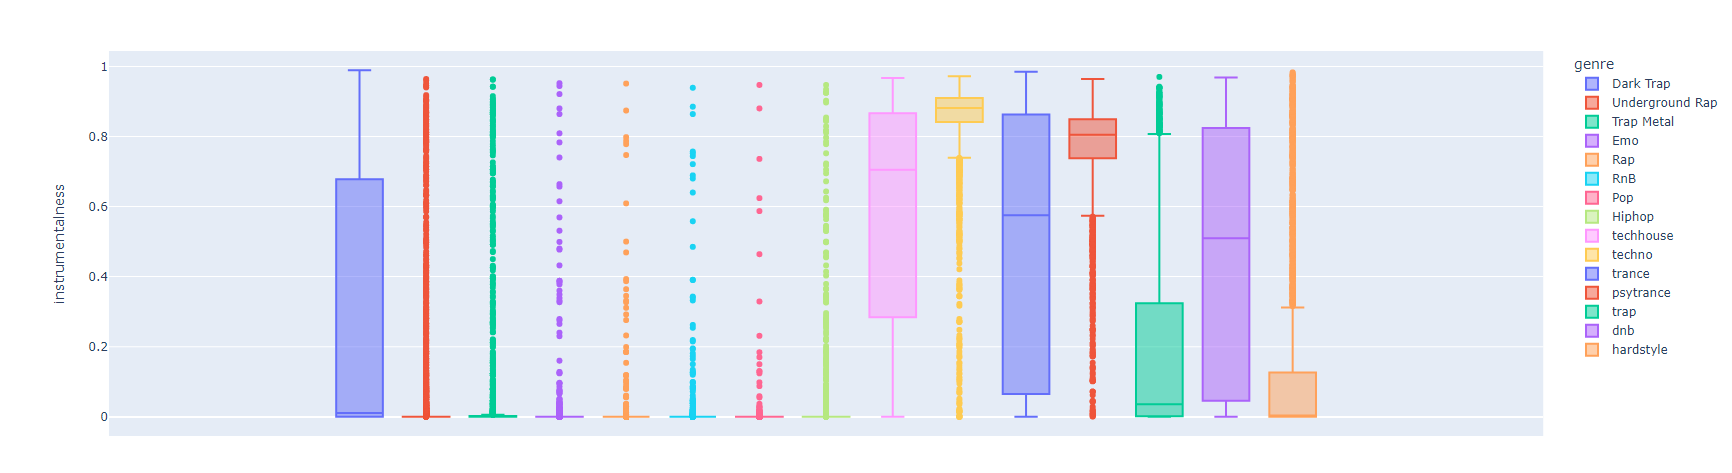 genre
1
0.8
0.6
0.4
0.2
0
instrumentalness
Dark Trap
Underground Rap
Trap Metal
Emo
Rap
RnB
Pop
Hiphop
techhouse
techno
trance
psytrance
trap
dnb
hardstyle